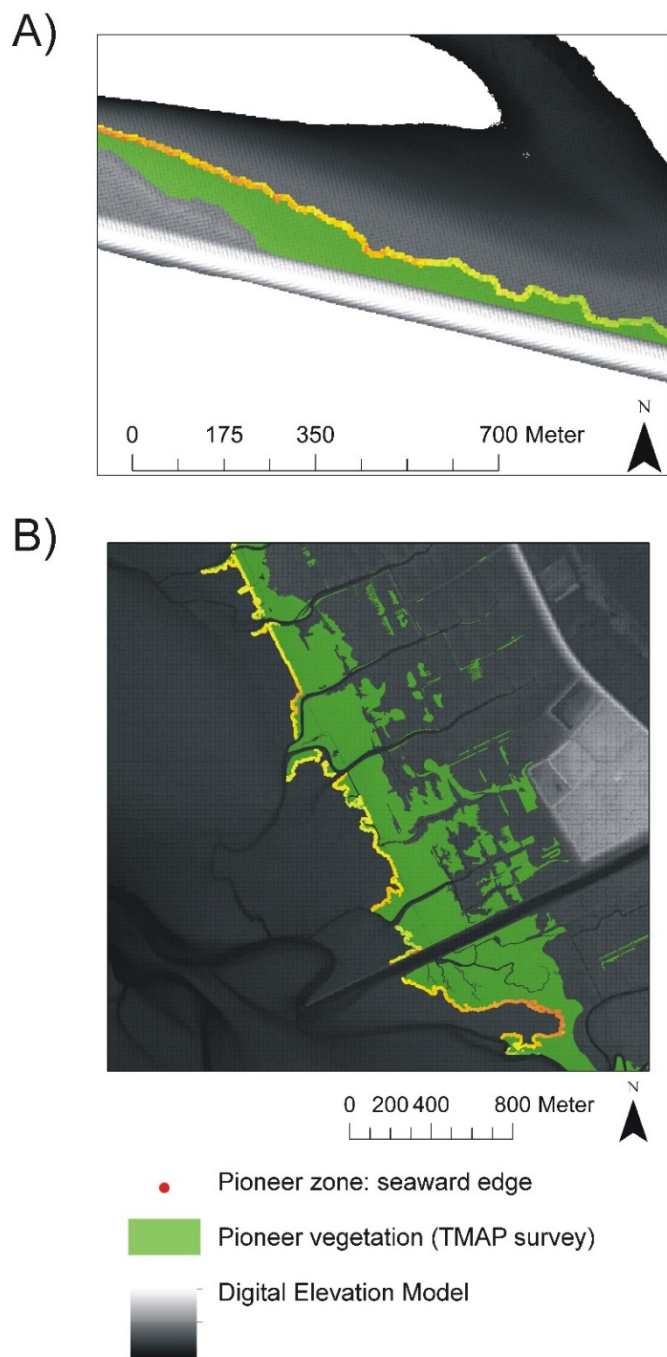 A)
N
0 175 350 700 Meter
B)
N
0 200 400 800 Meter
Pioneer zone: seaward edge
Pioneer vegetation (TMAP survey)
Digital Elevation Model